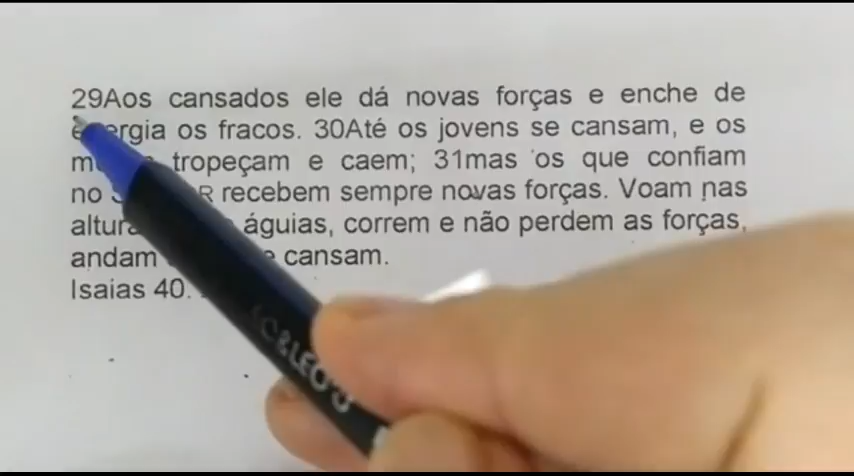 29Aos cansados ele dá novas forças e enche de
os fracos. 30Até os jovens se cansam, e os
tropeçam e caem; 31mas os que confiam
no recebem sempre novas forças. Voam nas
águias, correm e não perdem as forças,
andam cansam.
Isaias 40.